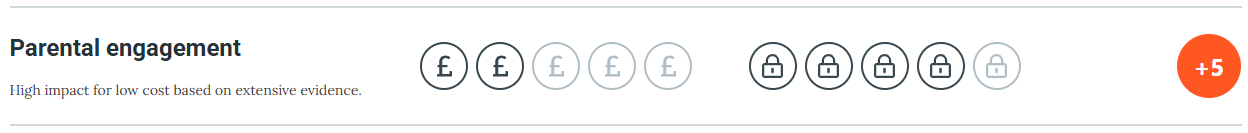 Parental engagement
£ £ £ £ £
+5
High impact for low cost based on extensive evidence.